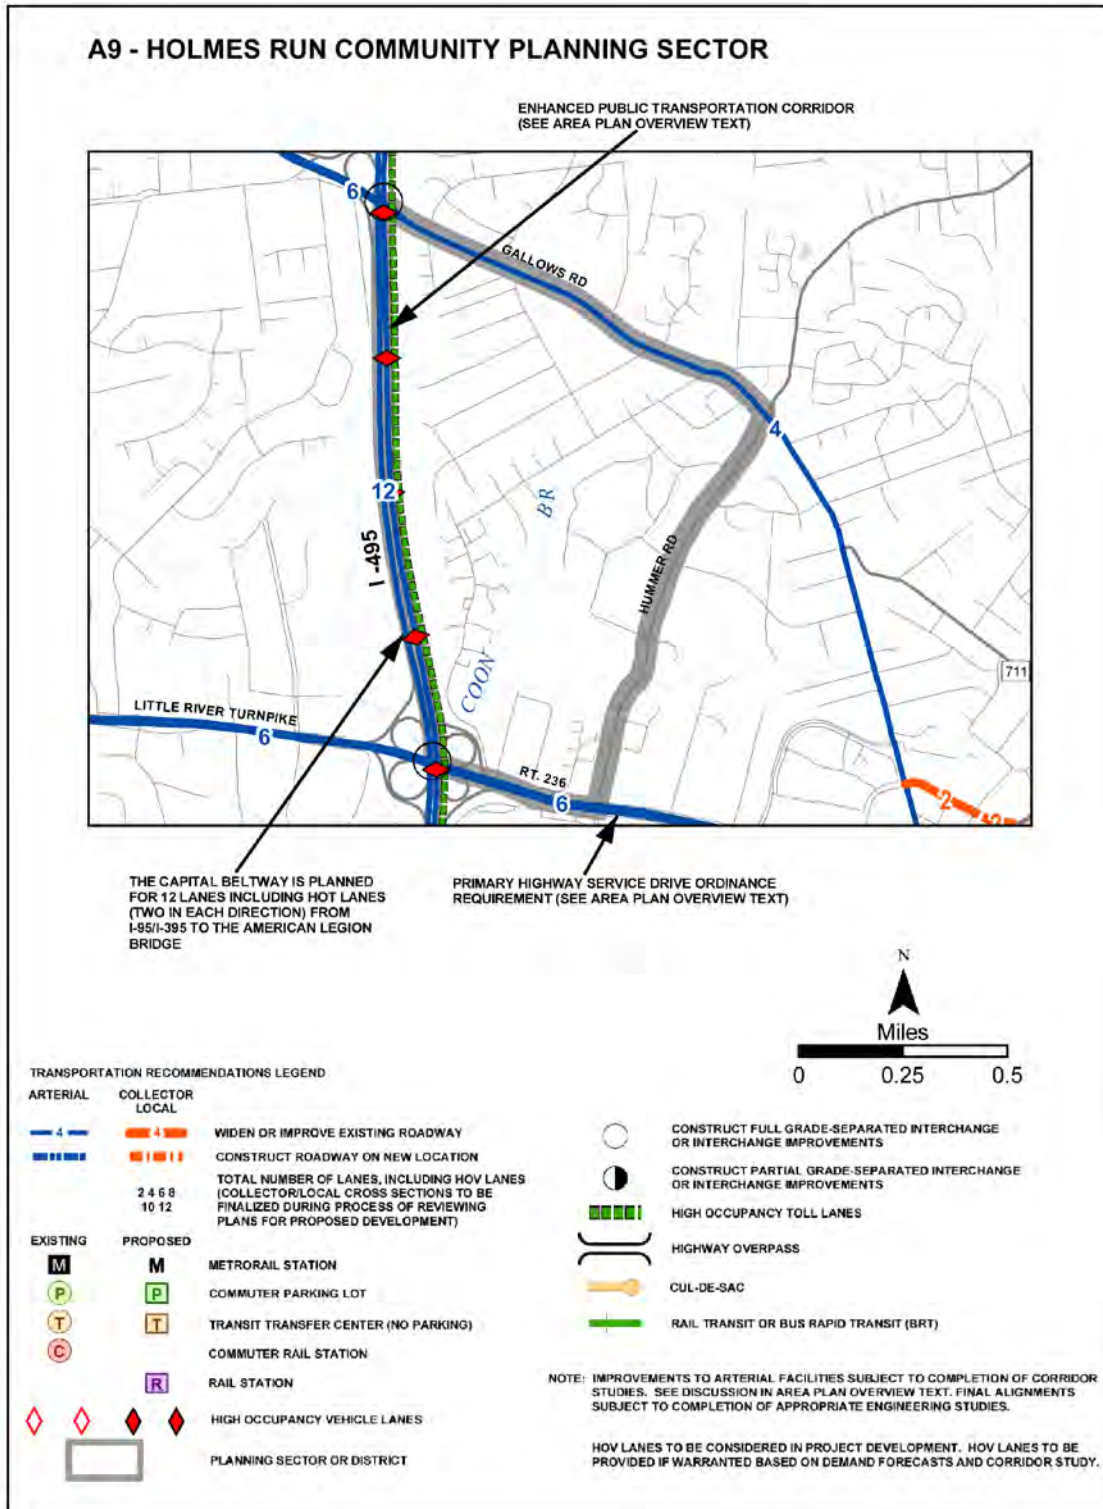 A9 - HOLMES RUN COMMUNITY PLANNING SECTOR
ENHANCED PUBLIC TRANSPORTATION CORRIDOR
(SEE AREA PLAN OVERVIEW TEXT)
6
GALLOWS RD
4
12
BR
I -495
HUMMER RD
COON
711
LITTLE RIVER TURNPIKE
6
RT. 236
6
2
2
THE CAPITAL BELTWAY IS PLANNED
FOR 12 LANES INCLUDING HOT LANES
(TWO IN EACH DIRECTION) FROM
I-95/I-395 TO THE AMERICAN LEGION
BRIDGE
PRIMARY HIGHWAY SERVICE DRIVE ORDINANCE
REQUIREMENT (SEE AREA PLAN OVERVIEW TEXT)
N
Miles
0 0.25 0.5
TRANSPORTATION RECOMMENDATIONS LEGEND
ARTERIAL COLLECTOR
LOCAL
4 4 WIDEN OR IMPROVE EXISTING ROADWAY
CONSTRUCT ROADWAY ON NEW LOCATION
TOTAL NUMBER OF LANES, INCLUDING HOV LANES
2 4 6 8 (COLLECTOR/LOCAL CROSS SECTIONS TO BE
10 12 FINALIZED DURING PROCESS OF REVIEWING
PLANS FOR PROPOSED DEVELOPMENT)
EXISTING PROPOSED
M M METRORAIL STATION
P P COMMUTER PARKING LOT
T T TRANSIT TRANSFER CENTER (NO PARKING)
C COMMUTER RAIL STATION
R RAIL STATION
HIGH OCCUPANCY VEHICLE LANES
PLANNING SECTOR OR DISTRICT
CONSTRUCT FULL GRADE-SEPARATED INTERCHANGE
OR INTERCHANGE IMPROVEMENTS
CONSTRUCT PARTIAL GRADE-SEPARATED INTERCHANGE
OR INTERCHANGE IMPROVEMENTS
HIGH OCCUPANCY TOLL LANES
HIGHWAY OVERPASS
CUL-DE-SAC
RAIL TRANSIT OR BUS RAPID TRANSIT (BRT)
NOTE: IMPROVEMENTS TO ARTERIAL FACILITIES SUBJECT TO COMPLETION OF CORRIDOR
STUDIES. SEE DISCUSSION IN AREA PLAN OVERVIEW TEXT. FINAL ALIGNMENTS
SUBJECT TO COMPLETION OF APPROPRIATE ENGINEERING STUDIES.
HOV LANES TO BE CONSIDERED IN PROJECT DEVELOPMENT. HOV LANES TO BE
PROVIDED IF WARRANTED BASED ON DEMAND FORECASTS AND CORRIDOR STUDY.